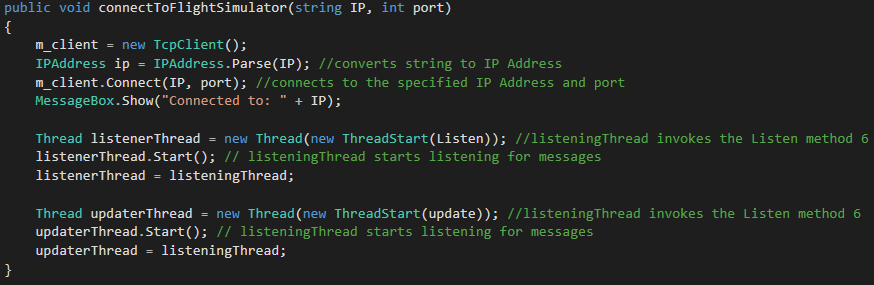 public void connectToFlightSimulator(string IP, int port)
{
m_client = new TcpClient();
IPAddress ip = IPAddress.Parse(IP); //converts string to IP Address
m_client.Connect(IP, port); //connects to the specified IP Address and port
MessageBox.Show("Connected to: " + IP);
Thread listenerThread = new Thread(new ThreadStart(Listen)); //listeningThread invokes the Listen method 6
listenerThread.Start(); // listeningThread starts listening for messages
listenerThread = listeningThread;
Thread updaterThread = new Thread(new ThreadStart(update)); //listeningThread invokes the Listen method 6
updaterThread.Start(); // listeningThread starts listening for messages
updaterThread = listeningThread;
}